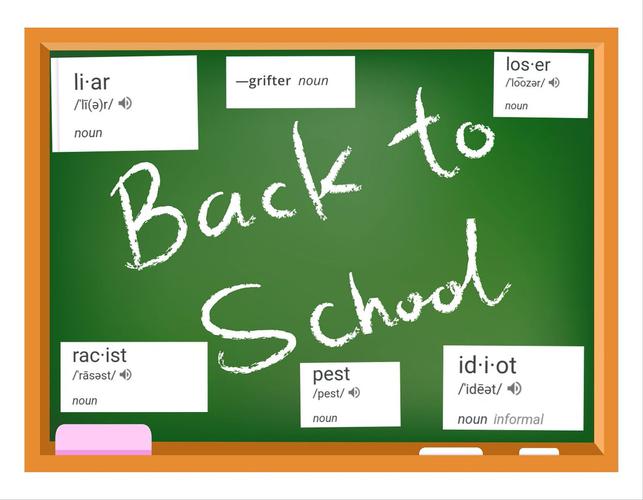 li·ar
/ˈlī(ə)r/
noun
—grifter noun
los·er
/ˈlo͞ozər/
noun
Back to
School
rac·ist
/ˈrāsəst/
noun
pest
/pest/
noun
id·i·ot
/ˈidēət/
noun informal